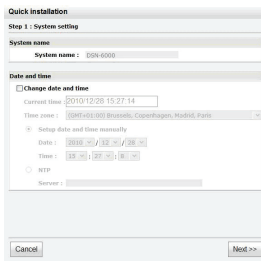 Quick installation
Step 1 : System setting
System name
System name : DSN-6000
Date and time
Change date and time
Current time : 2010/12/28 15:27:14
Time zone : (GMT+01:00) Brussels, Copenhagen, Madrid, Paris
Setup date and time manually
Date : 2010 / 12 / 28
Time : 15 : 27 : 8
NTP
Server :
Cancel Next >>